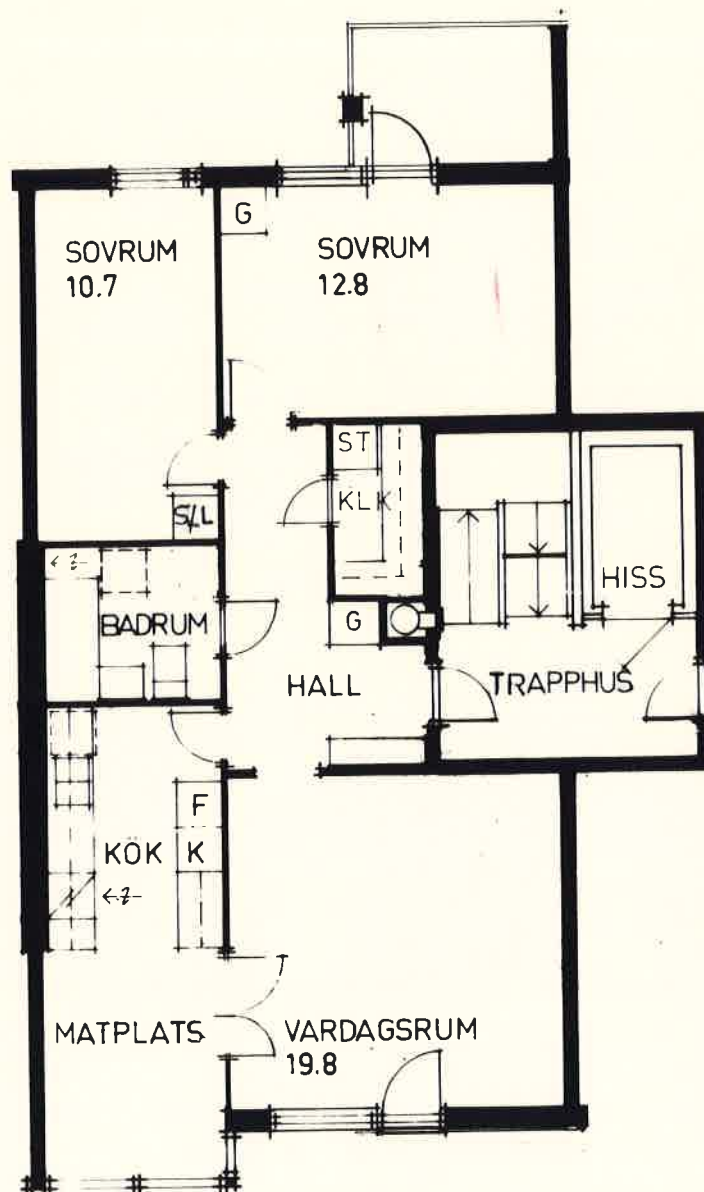 G
SOVRUM
10.7
SOVRUM
12.8
ST
KLK
S/L
HISS
BADRUM
G
HALL
TRAPPHUS
F
KÖK
K
MATPLATS
VARDAGSRUM
19.8